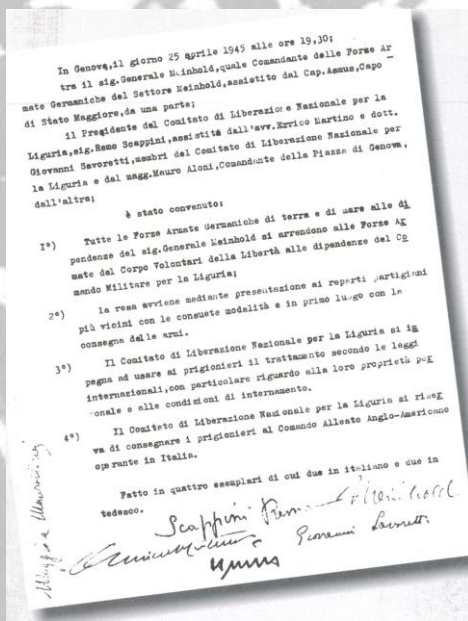 In Genova,il giorno 25 aprile 1945 alle ore 19,30;
tra il sig.Generale Meinhold,quale Comandante delle Forze Ar
mate Germaniche del Settore Meinhold,assistito dal Cap.Asmus,Capo
di Stato Maggiore,da una parte;
il Presidente del Comitato di Liberazione Nazionale per la
Liguria,sig.Remo Scappini,assistito dall'avv.Errico Martino e dott.
Giovanni Savoretti,membri del Comitato di Liberazione Nazionale per
la Liguria e dal magg.Mauro Aloni,Comandante della Piazza di Genova,
dall'altra;
è stato convenuto:
I°) Tutte le Forze Armate Germaniche di terra e di mare alle di
pendenze del sig.Generale Meinhold si arrendono alle Forze Ar
mate del Corpo Volontari della Libertà alle dipendenze del Co
mando Militare per la Liguria;
2°) la resa avviene mediante presentazione ai reparti partigiani
più vicini con le consuete modalità e in primo luogo con la
consegna delle armi.
3°) Il Comitato di Liberazione Nazionale per la Liguria si im
pegna ad usare ai prigionieri il trattamento secondo le leggi
internazionali,con particolare riguardo alla loro proprietà per
sonale e alle condizioni di internamento.
4°) Il Comitato di Liberazione Nazionale per la Liguria si riser
va di consegnare i prigionieri al Comando Alleato Anglo-Americano
operante in Italia.
Fatto in quattro esemplari di cui due in italiano e due in
tedesco.
Scappini Remo Meinhold
Giovanni Savoretti